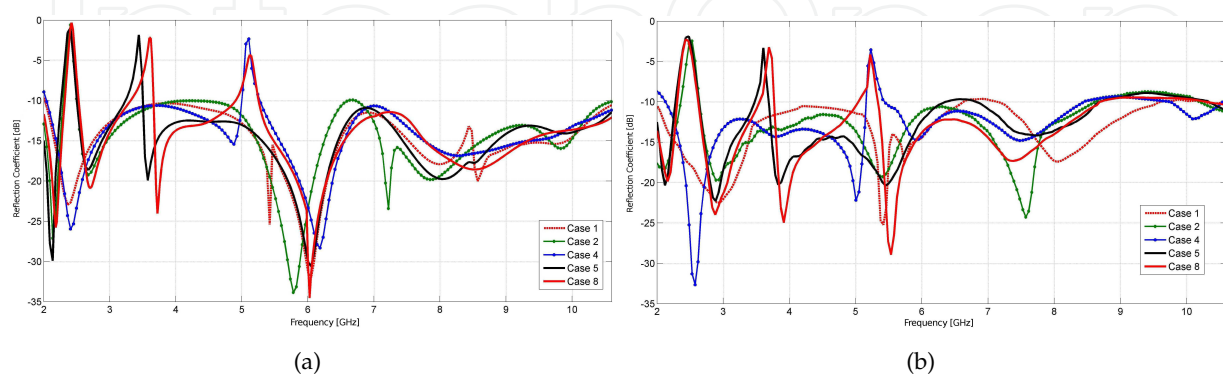 0
-5
-10
-15
-20
-25
-30
-35
Reflection Coefficient [dB]
2 3 4 5 6 7 8 9 10
Frequency [GHz]
Case 1
Case 2
Case 4
Case 5
Case 8
(a)
0
-5
-10
-15
-20
-25
-30
-35
Reflection Coefficient [dB]
2 3 4 5 6 7 8 9 10
Frequency [GHz]
Case 1
Case 2
Case 4
Case 5
Case 8
(b)